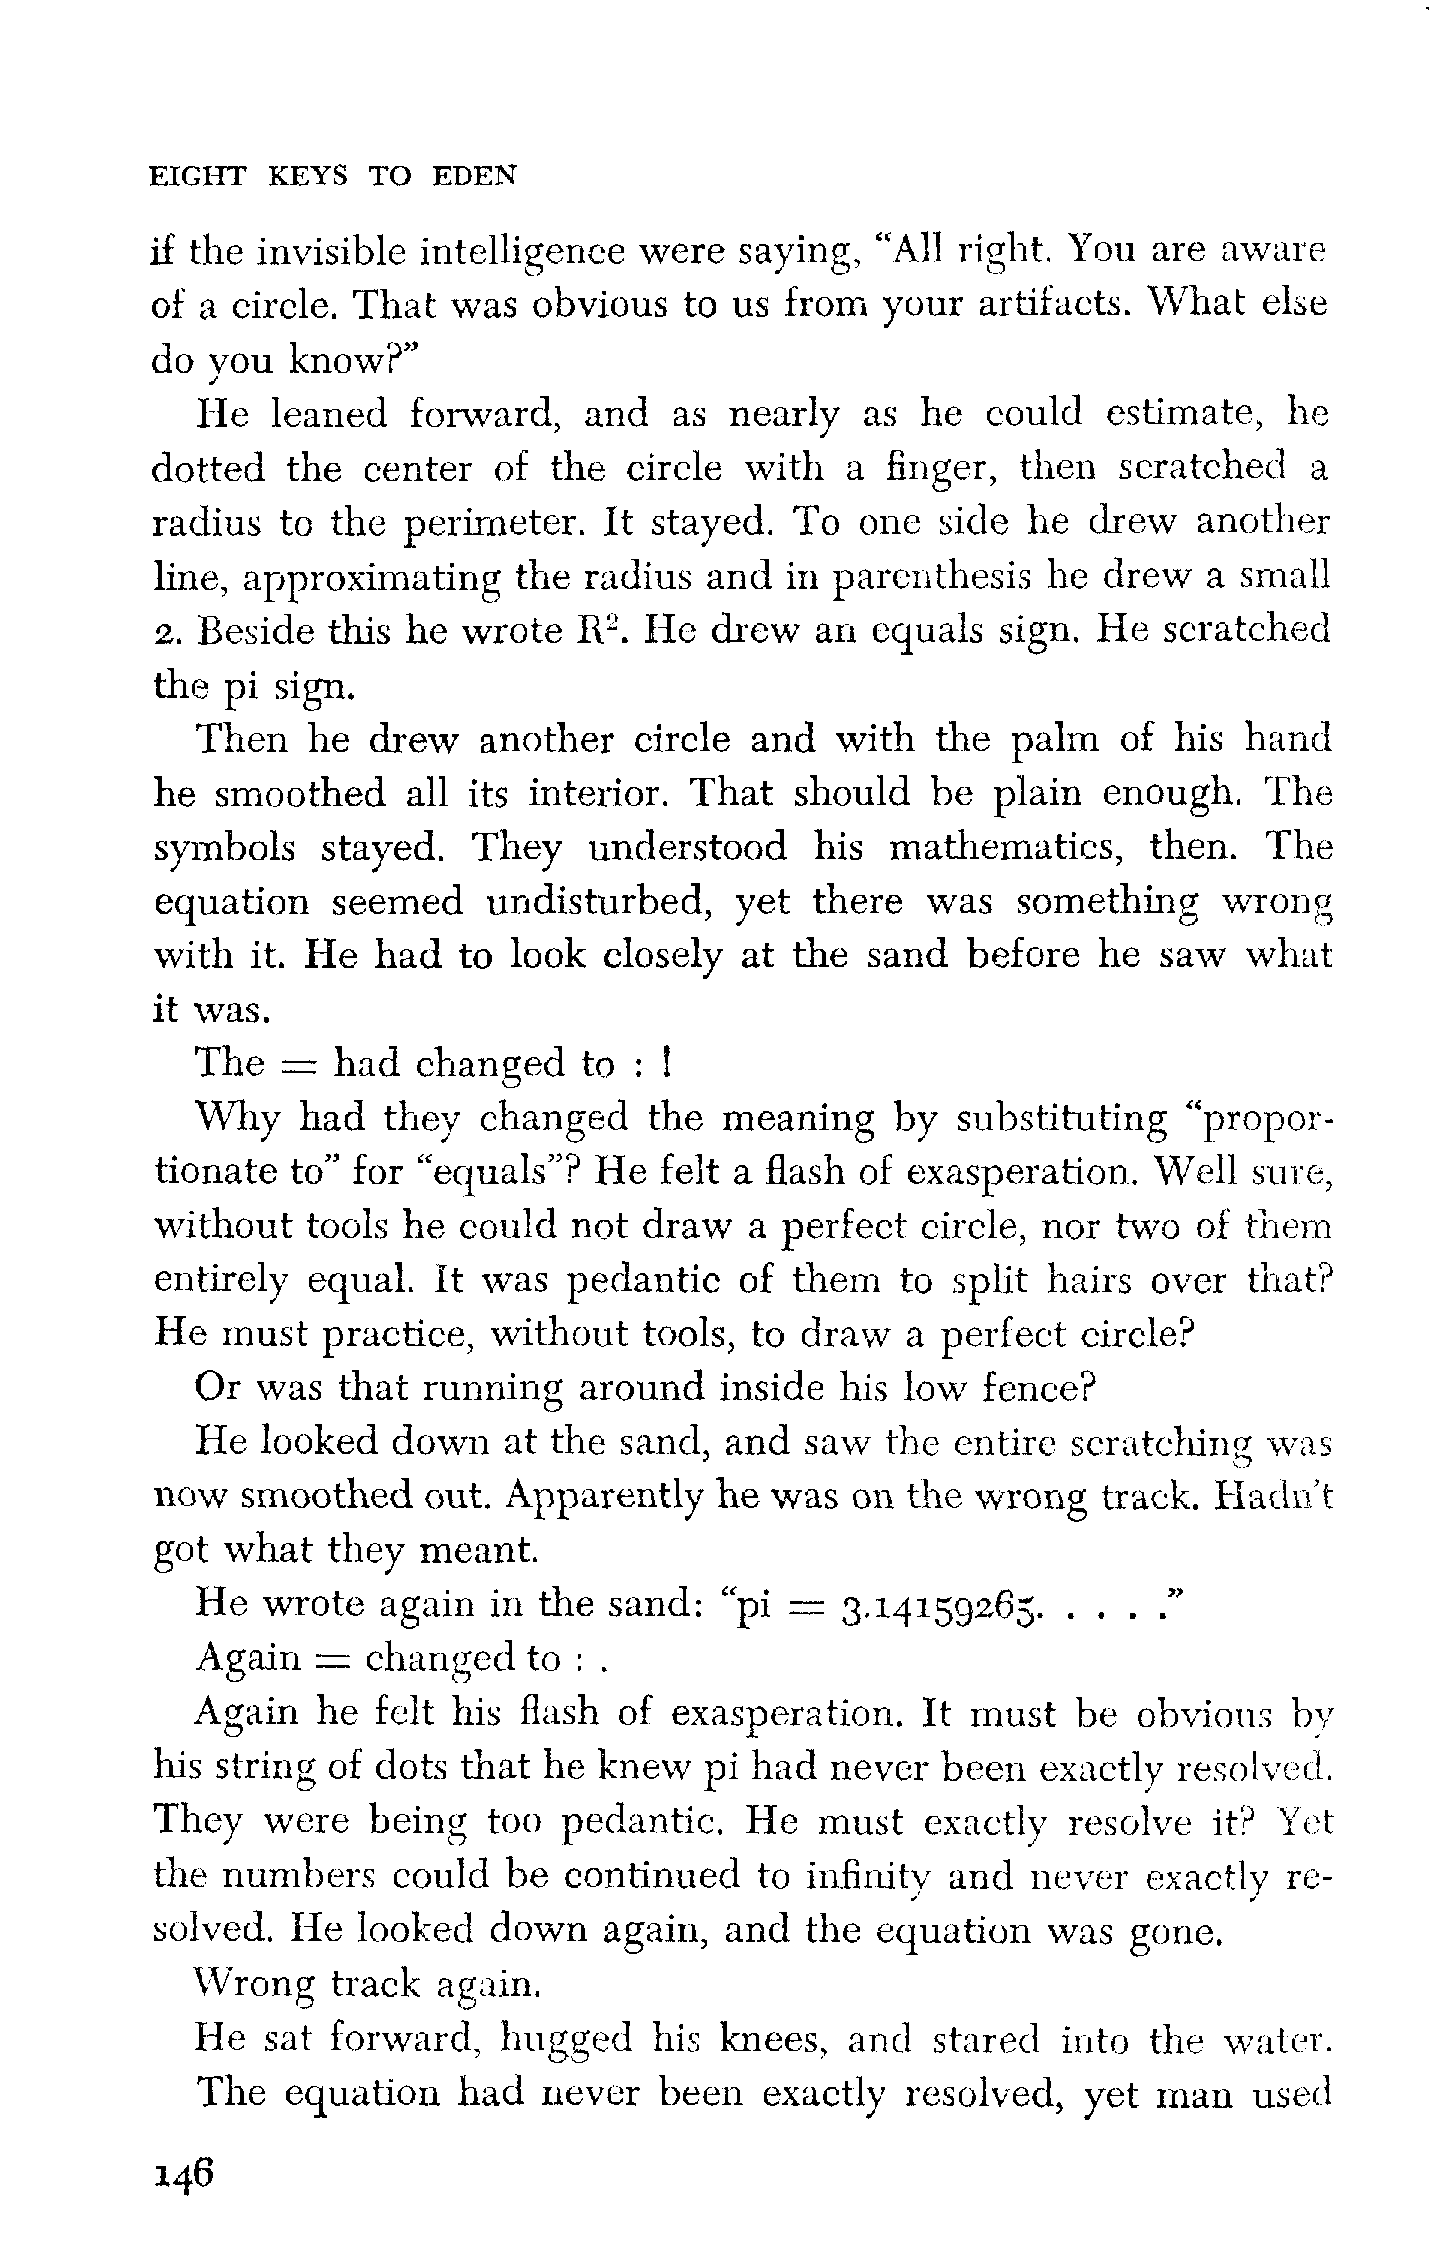 EIGHT KEYS TO EDEN
if the invisible intelligence were saying, “All right. You are aware
of a circle. That was obvious to us from your artifacts. What else
do you know?”
He leaned forward, and as nearly as he could estimate, he
dotted the center of the circle with a finger, then scratched a
radius to the perimeter. It stayed. To one side he drew another
line, approximating the radius and in parenthesis he drew a small
2. Beside this he wrote R². He drew an equals sign. He scratched
the pi sign.
Then he drew another circle and with the palm of his hand
he smoothed all its interior. That should be plain enough. The
symbols stayed. They understood his mathematics, then. The
equation seemed undisturbed, yet there was something wrong
with it. He had to look closely at the sand before he saw what
it was.
The = had changed to : !
Why had they changed the meaning by substituting “propor-
tionate to” for “equals”? He felt a flash of exasperation. Well sure,
without tools he could not draw a perfect circle, nor two of them
entirely equal. It was pedantic of them to split hairs over that?
He must practice, without tools, to draw a perfect circle?
Or was that running around inside his low fence?
He looked down at the sand, and saw the entire scratching was
now smoothed out. Apparently he was on the wrong track. Hadn’t
got what they meant.
He wrote again in the sand: “pi = 3.14159265. . . . . .”
Again = changed to : .
Again he felt his flash of exasperation. It must be obvious by
his string of dots that he knew pi had never been exactly resolved.
They were being too pedantic. He must exactly resolve it? Yet
the numbers could be continued to infinity and never exactly re-
solved. He looked down again, and the equation was gone.
Wrong track again.
He sat forward, hugged his knees, and stared into the water.
The equation had never been exactly resolved, yet man used
146